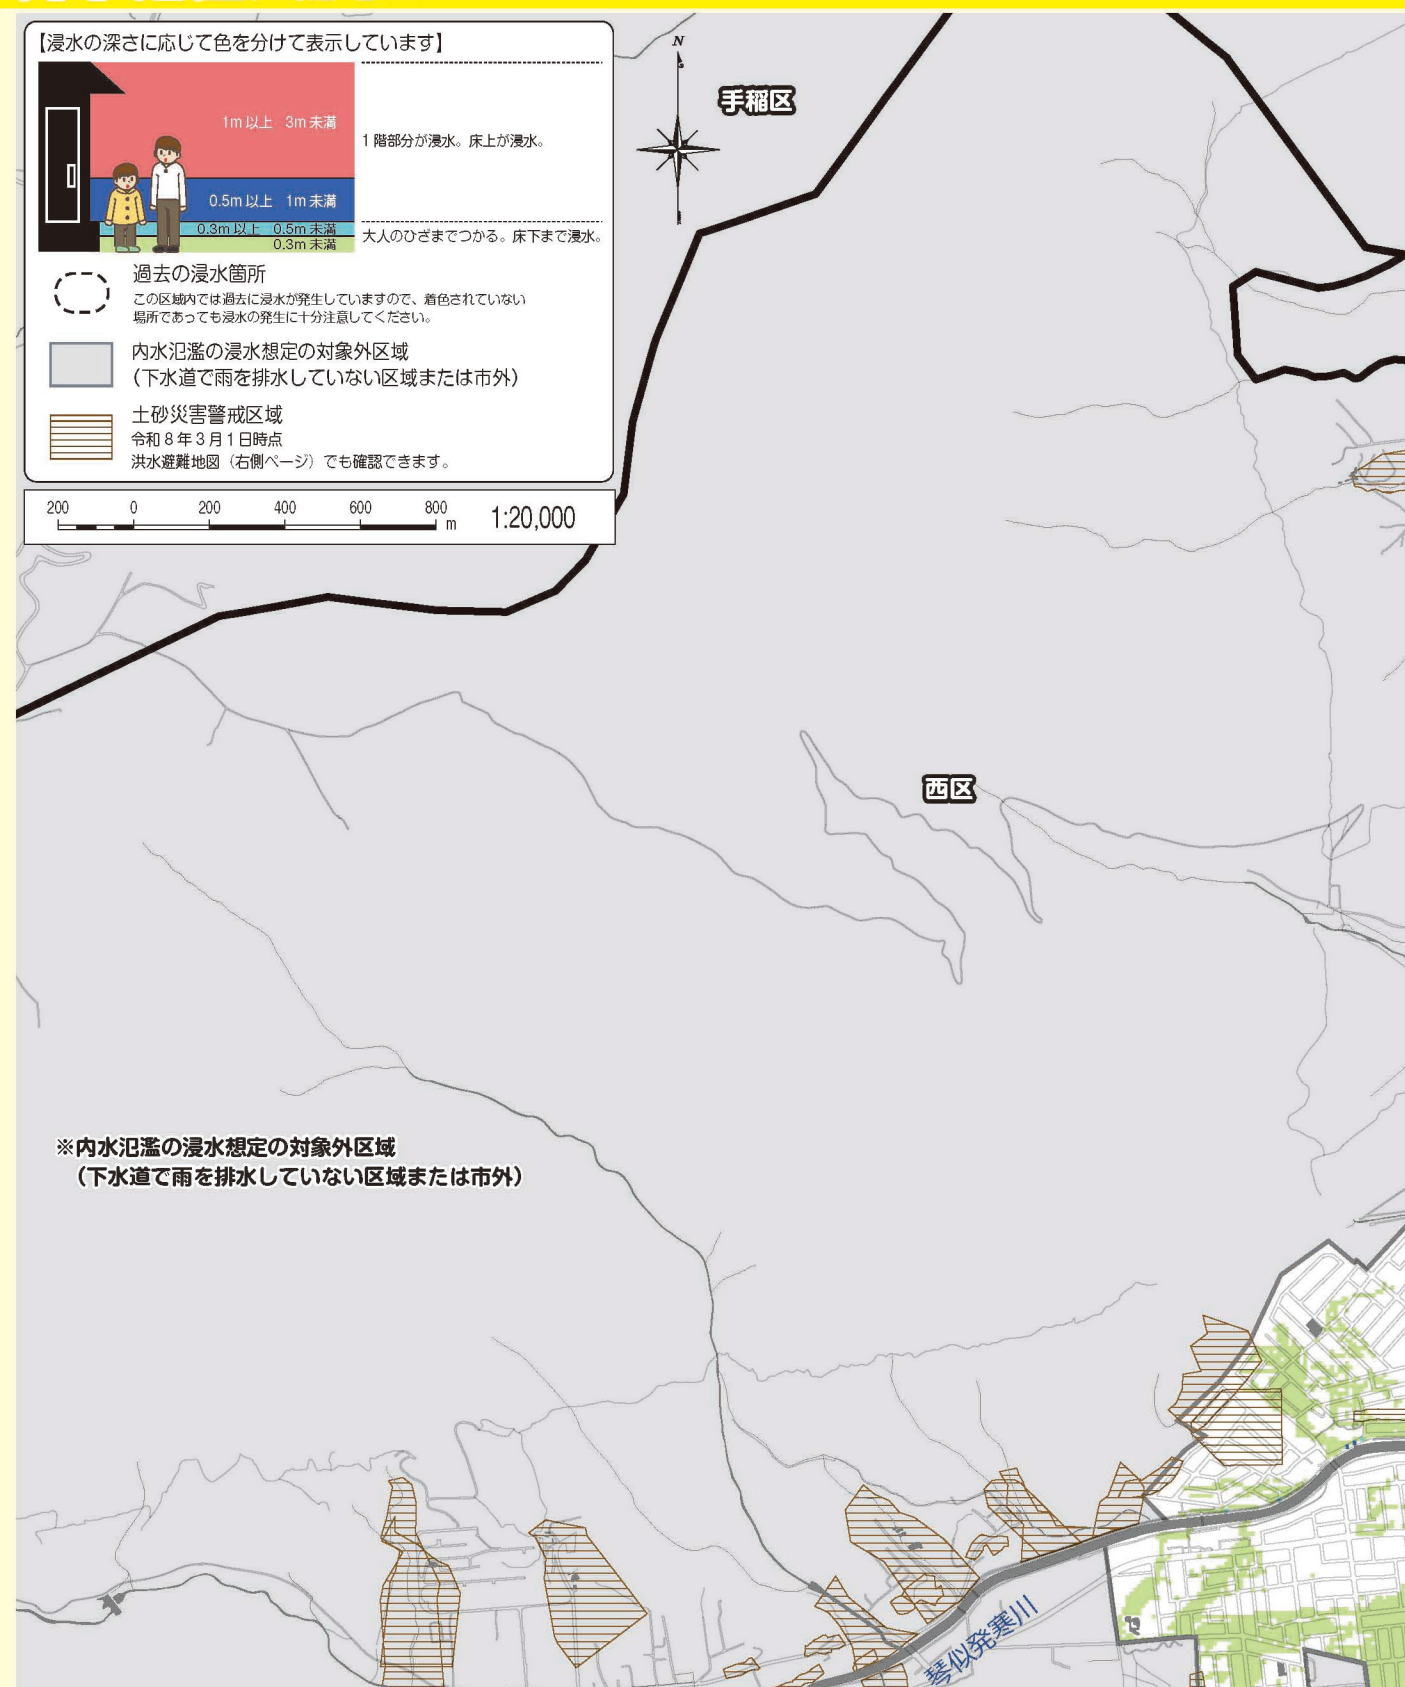 【浸水の深さに応じて色を分けて表示しています】
1m以上 3m未満
1階部分が浸水。床上が浸水。
0.5m以上 1m未満
0.3m以上 0.5m未満
0.3m未満
大人のひざまでつかる。床下まで浸水。
過去の浸水箇所
この区域内では過去に浸水が発生していますので、着色されていない
場所であっても浸水の発生に十分注意してください。
内水氾濫の浸水想定の対象外区域
（下水道で雨を排水していない区域または市外）
土砂災害警戒区域
令和8年3月1日時点
洪水避難地図（右側ページ）でも確認できます。
200 0 200 400 600 800 m 1:20,000
N
手稲区
西区
※内水氾濫の浸水想定の対象外区域
（下水道で雨を排水していない区域または市外）
琴似発寒川